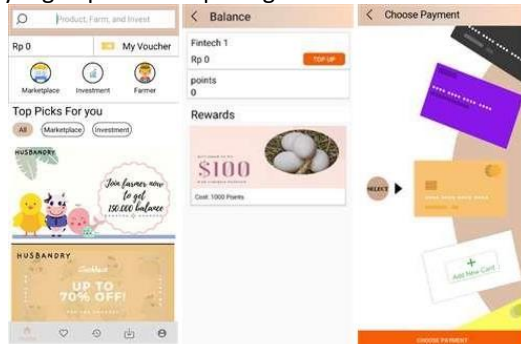 Product, Farm, and Invest
Rp 0
My Voucher
Marketplace
Investment
Farmer
Top Picks For you
All
Marketplace
Investment
HUSBANDRY
Join farmer now
to get
150.000 balance
HUSBANDRY
Cashback
UP TO
70% OFF!
Balance
Fintech 1
Rp 0
TOP UP
points
0
Rewards
$100
Cost: 1000 Points
Choose Payment
SELECT
Add New Card
CHOOSE PAYMENT